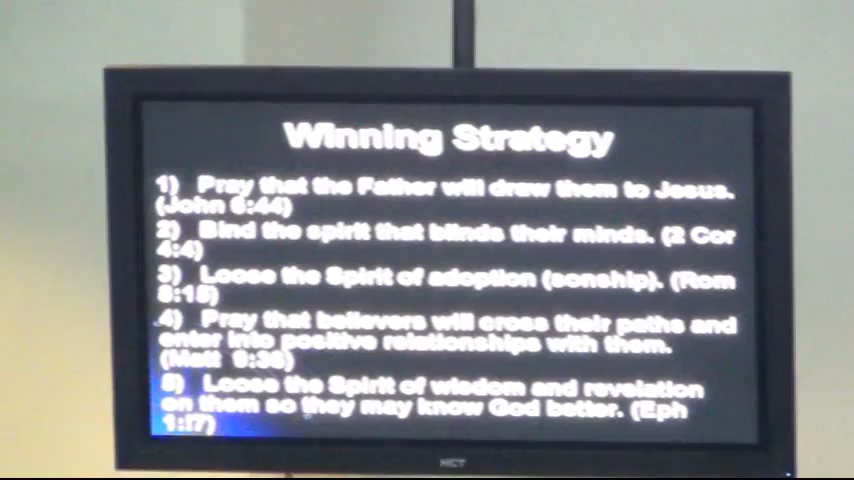 Winning Strategy
1) Pray that the Father will draw them to Jesus.
(John 6:44)
2) Bind the spirit that blinds their minds. (2 Cor
4:4)
3) Loose the Spirit of adoption (sonship). (Rom
8:15)
4) Pray that believers will cross their paths and
enter into positive relationships with them.
(Matt 9:38)
5) Loose the Spirit of wisdom and revelation
on them so they may know God better. (Eph
1:17)